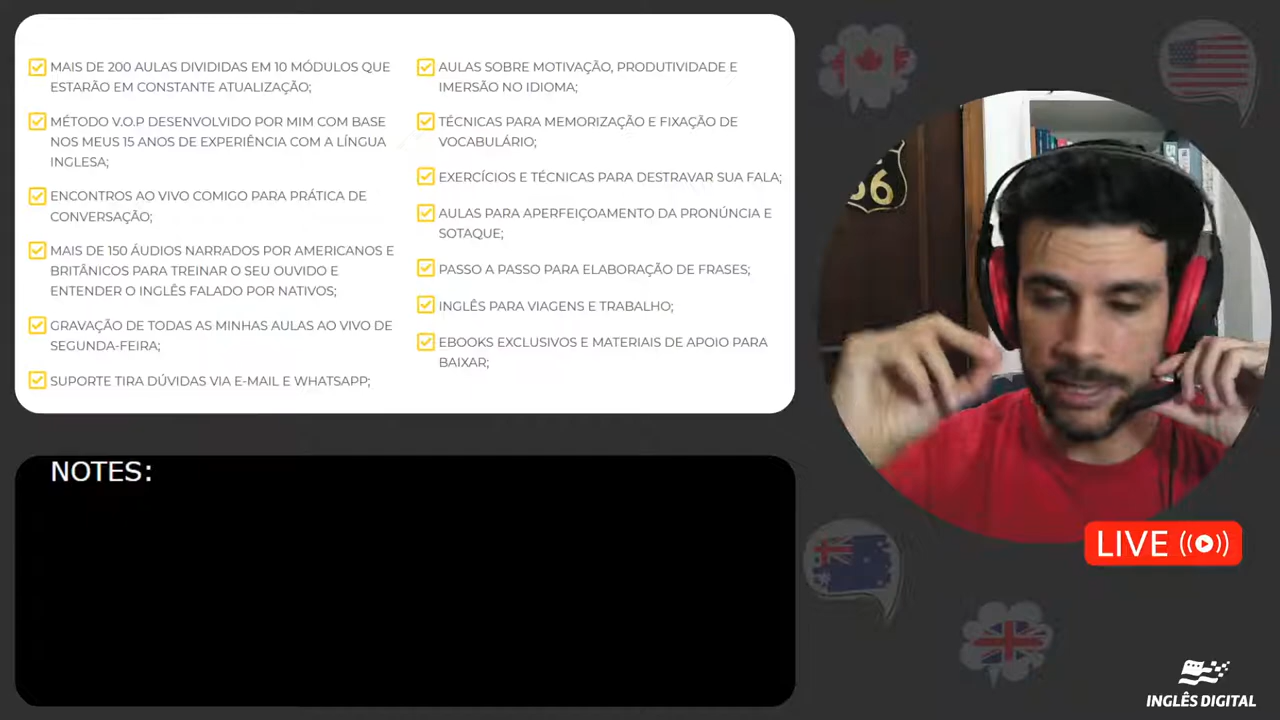 MAIS DE 200 AULAS DIVIDIDAS EM 10 MÓDULOS QUE
ESTARÃO EM CONSTANTE ATUALIZAÇÃO;
MÉTODO V.O.P DESENVOLVIDO POR MIM COM BASE
NOS MEUS 15 ANOS DE EXPERIÊNCIA COM A LÍNGUA
INGLESA;
ENCONTROS AO VIVO COMIGO PARA PRÁTICA DE
CONVERSAÇÃO;
MAIS DE 150 ÁUDIOS NARRADOS POR AMERICANOS E
BRITÂNICOS PARA TREINAR O SEU OUVIDO E
ENTENDER O INGLÊS FALADO POR NATIVOS;
GRAVAÇÃO DE TODAS AS MINHAS AULAS AO VIVO DE
SEGUNDA-FEIRA;
SUPORTE TIRA DÚVIDAS VIA E-MAIL E WHATSAPP;
AULAS SOBRE MOTIVAÇÃO, PRODUTIVIDADE E
IMERSÃO NO IDIOMA;
TÉCNICAS PARA MEMORIZAÇÃO E FIXAÇÃO DE
VOCABULÁRIO;
EXERCÍCIOS E TÉCNICAS PARA DESTRAVAR SUA FALA;
AULAS PARA APERFEIÇOAMENTO DA PRONÚNCIA E
SOTAQUE;
PASSO A PASSO PARA ELABORAÇÃO DE FRASES;
INGLÊS PARA VIAGENS E TRABALHO;
EBOOKS EXCLUSIVOS E MATERIAIS DE APOIO PARA
BAIXAR;
NOTES:
66
LIVE
INGLÊS DIGITAL